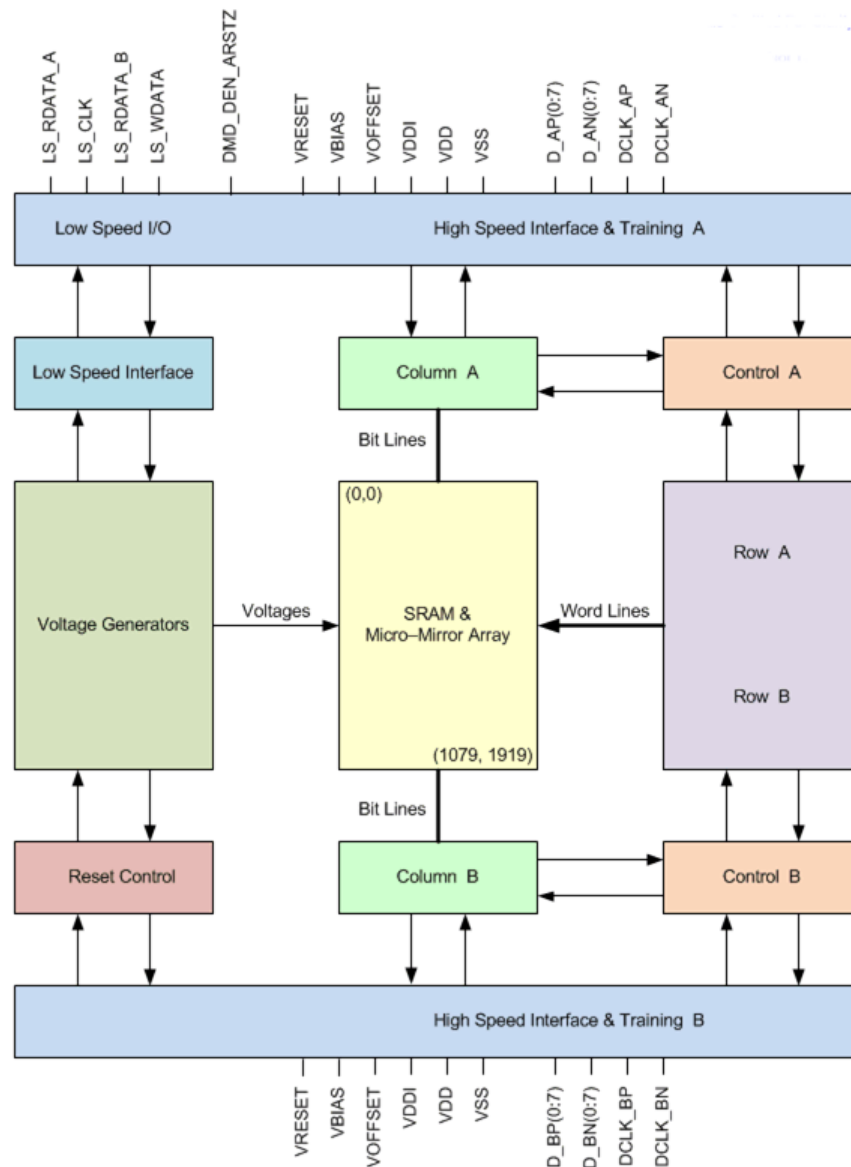 LS_RDATA_A
LS_CLK
LS_RDATA_B
LS_WDATA
DMD_DEN_ARSTZ
VRESET
VBIAS
VOFFSET
VDDI
VDD
VSS
D_AP(0:7)
D_AN(0:7)
DCLK_AP
DCLK_AN
Low Speed I/O
High Speed Interface & Training A
Low Speed Interface
Column A
Control A
Bit Lines
(0,0)
Row A
Voltage Generators
Voltages
SRAM &
Micro–Mirror Array
Word Lines
Row B
(1079, 1919)
Bit Lines
Reset Control
Column B
Control B
High Speed Interface & Training B
VRESET
VBIAS
VOFFSET
VDDI
VDD
VSS
D_BP(0:7)
D_BN(0:7)
DCLK_BP
DCLK_BN